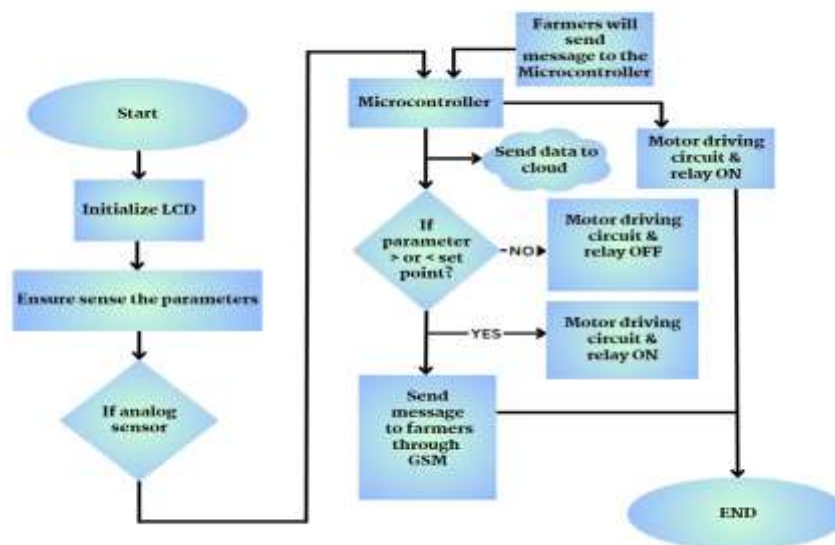 Start
Initialize LCD
Ensure sense the parameters
If analog
sensor
Farmers will
send
message to the
Microcontroller
Microcontroller
Send data to
cloud
Motor driving
circuit &
relay ON
If
parameter
> or < set
point?
NO
Motor driving
circuit &
relay OFF
YES
Motor driving
circuit &
relay ON
Send
message
to farmers
through
GSM
END